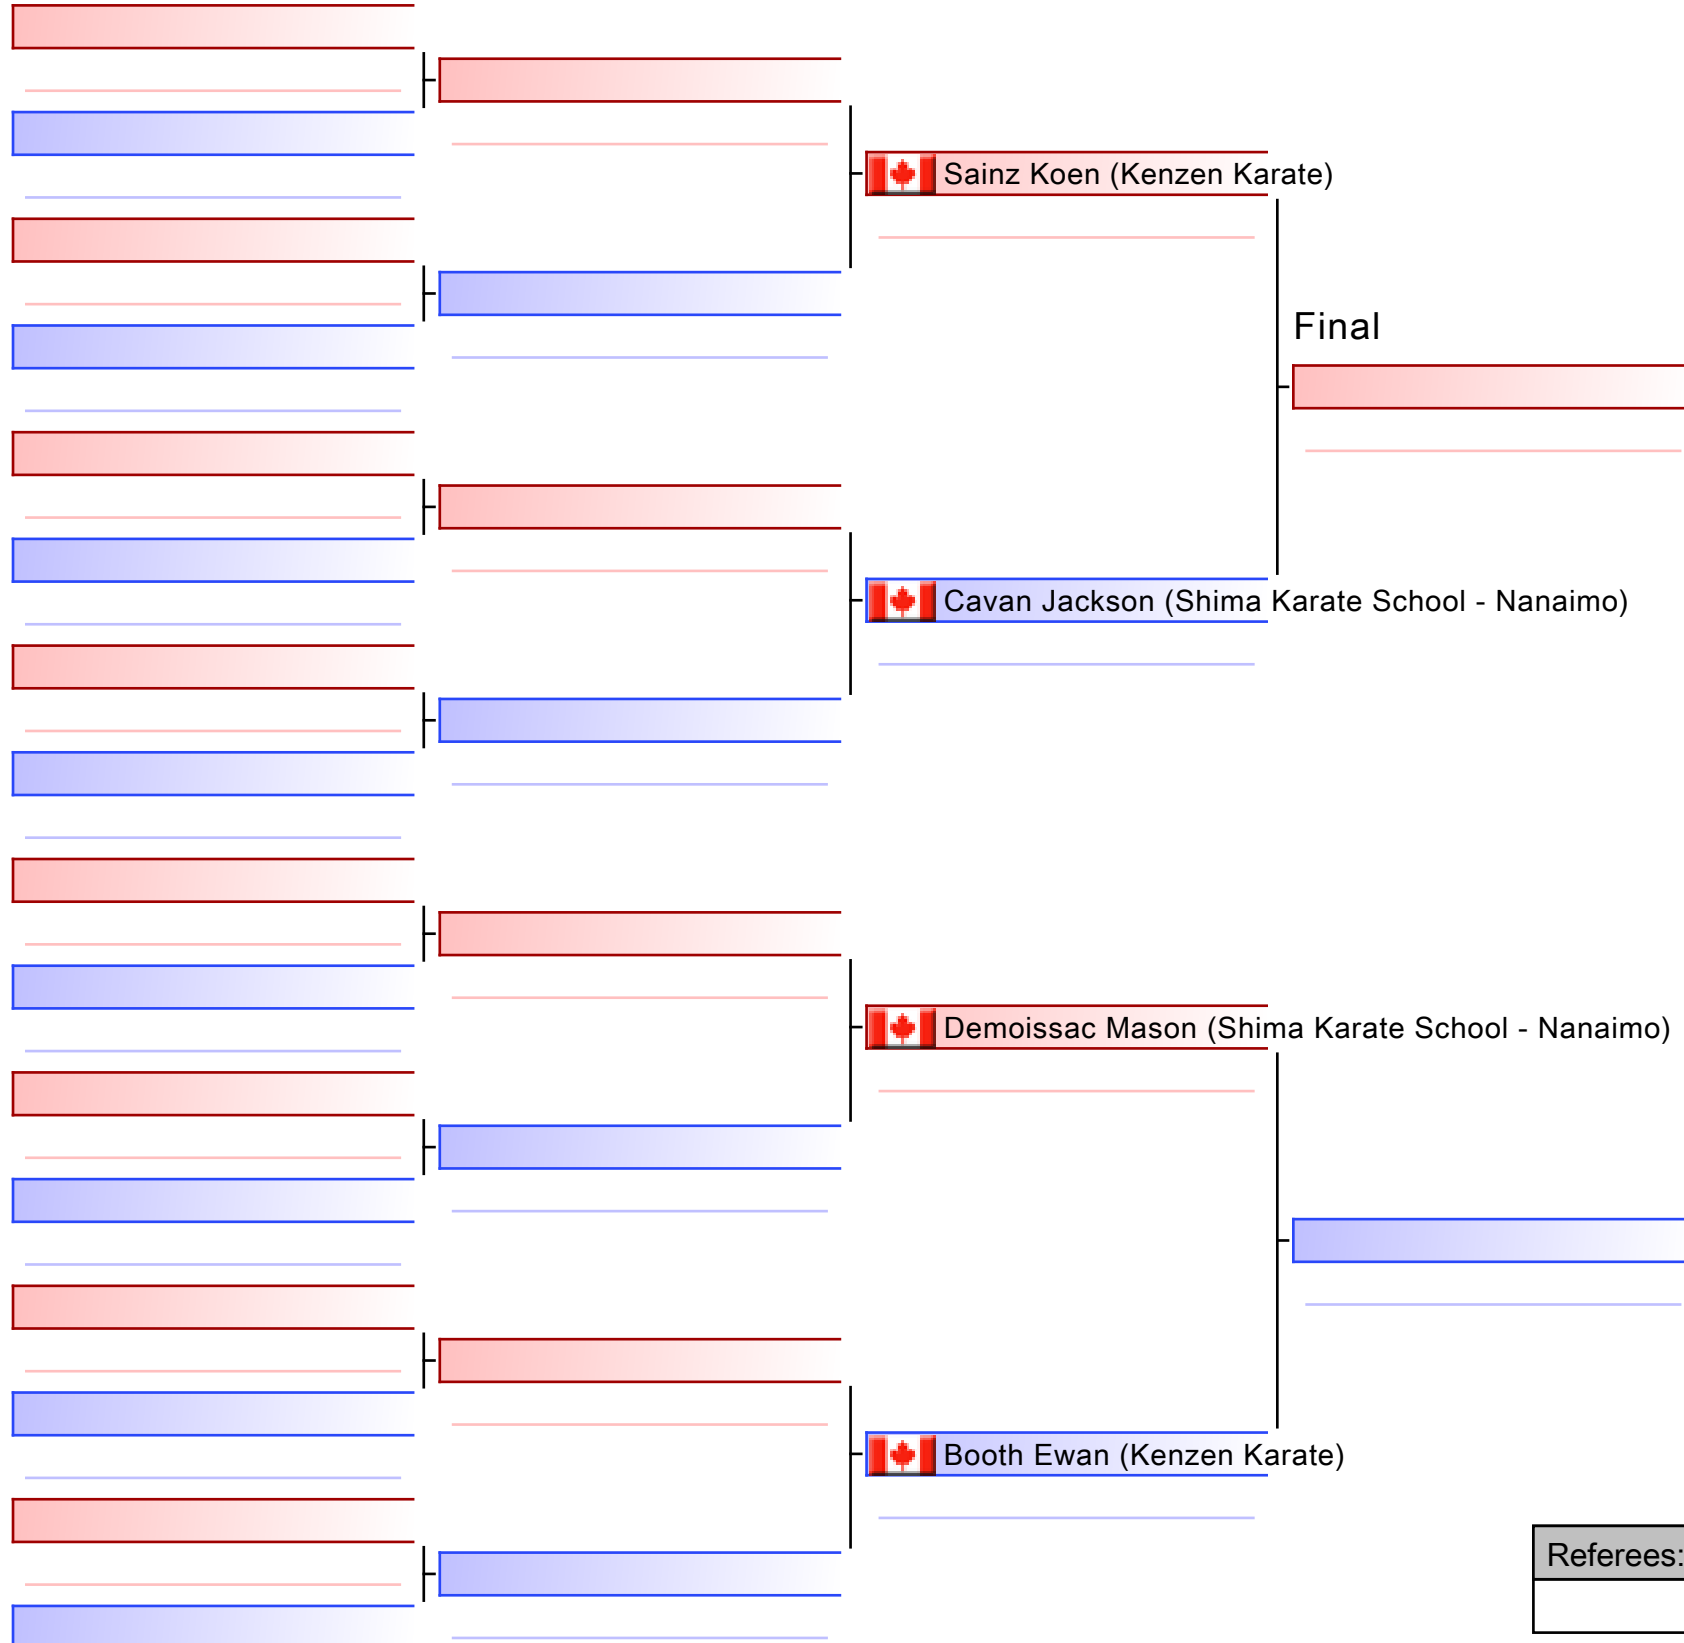 Sainz Koen (Kenzen Karate)
Final
Cavan Jackson (Shima Karate School - Nanaimo)
Demoissac Mason (Shima Karate School - Nanaimo)
Booth Ewan (Kenzen Karate)
Referees: